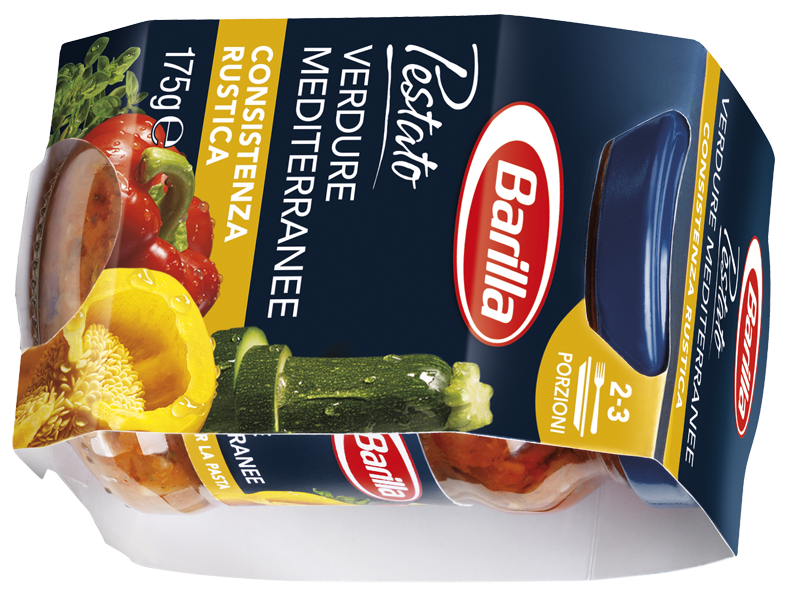 Barilla
Pestato
VERDURE
MEDITERRANEE
CONSISTENZA
RUSTICA
175g e
2-3
PORZIONI
Barilla
Pestato
VERDURE MEDITERRANEE
CONSISTENZA RUSTICA
Barilla
RANEE
R LA PASTA